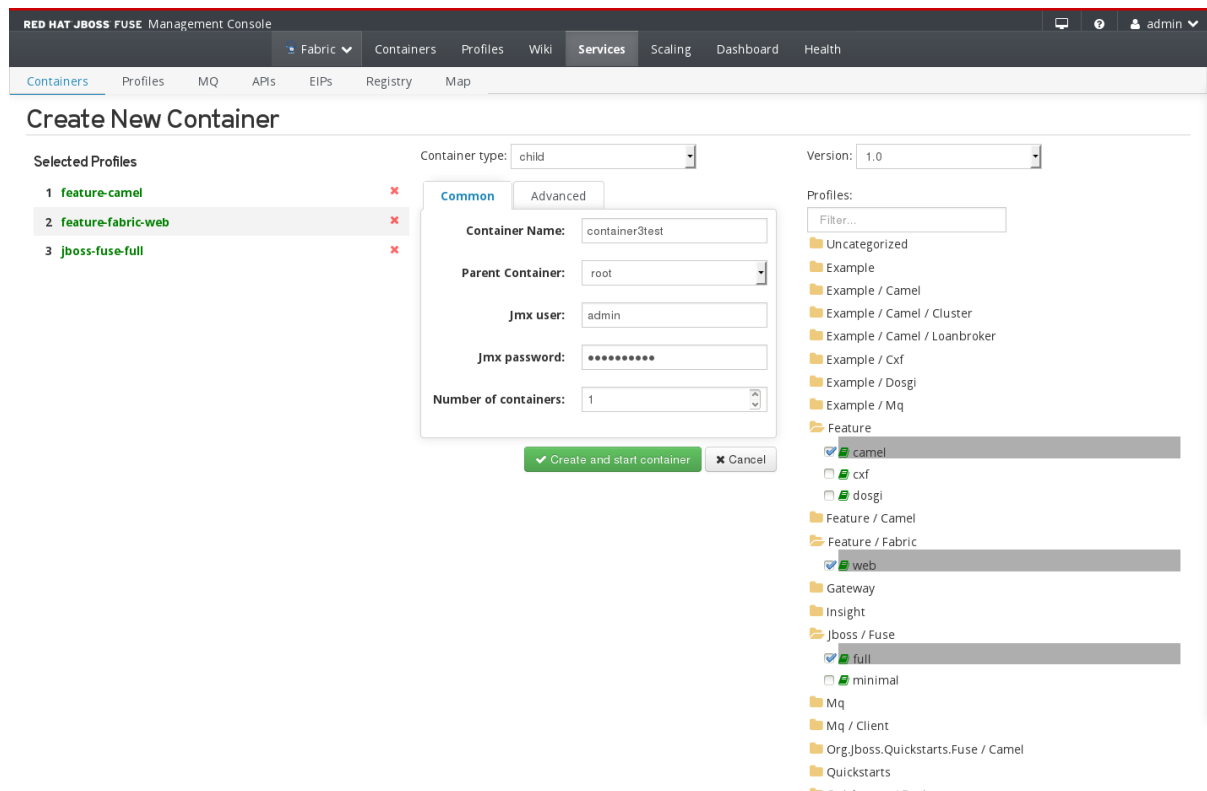 RED HAT JBOSS FUSE Management Console
admin
Fabric Containers Profiles Wiki Services Scaling Dashboard Health
Containers Profiles MQ APIs EIPs Registry Map
Create New Container
Selected Profiles
1 feature-camel
2 feature-fabric-web
3 jboss-fuse-full
Container type: child
Common Advanced
Container Name: container3test
Parent Container: root
Jmx user: admin
Jmx password: ••••••••••
Number of containers: 1
Create and start container Cancel
Version: 1.0
Profiles:
Filter...
Uncategorized
Example
Example / Camel
Example / Camel / Cluster
Example / Camel / Loanbroker
Example / Cxf
Example / Dosgi
Example / Mq
Feature
camel
cxf
dosgi
Feature / Camel
Feature / Fabric
web
Gateway
Insight
Jboss / Fuse
full
minimal
Mq
Mq / Client
Org.Jboss.Quickstarts.Fuse / Camel
Quickstarts